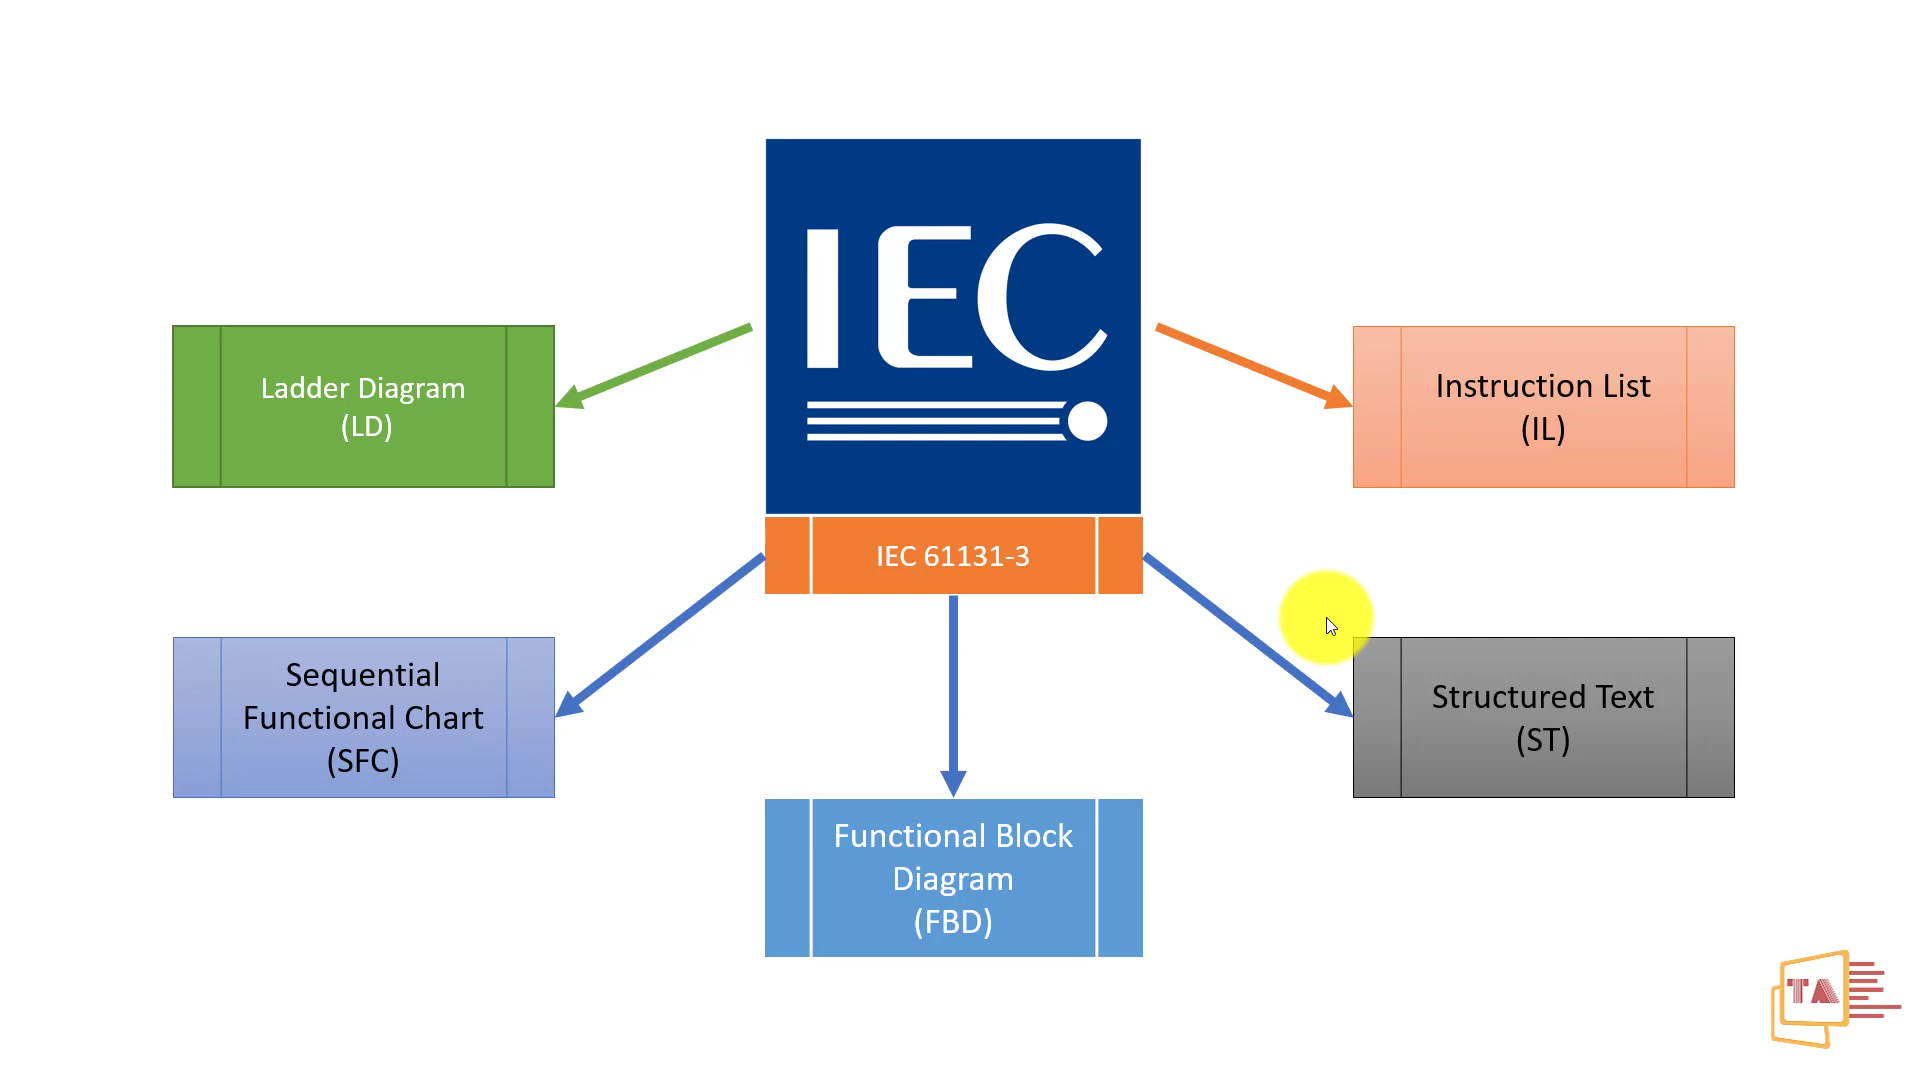 IEC
Ladder Diagram
(LD)
Instruction List
(IL)
IEC 61131-3
Sequential
Functional Chart
(SFC)
Structured Text
(ST)
Functional Block
Diagram
(FBD)
TA